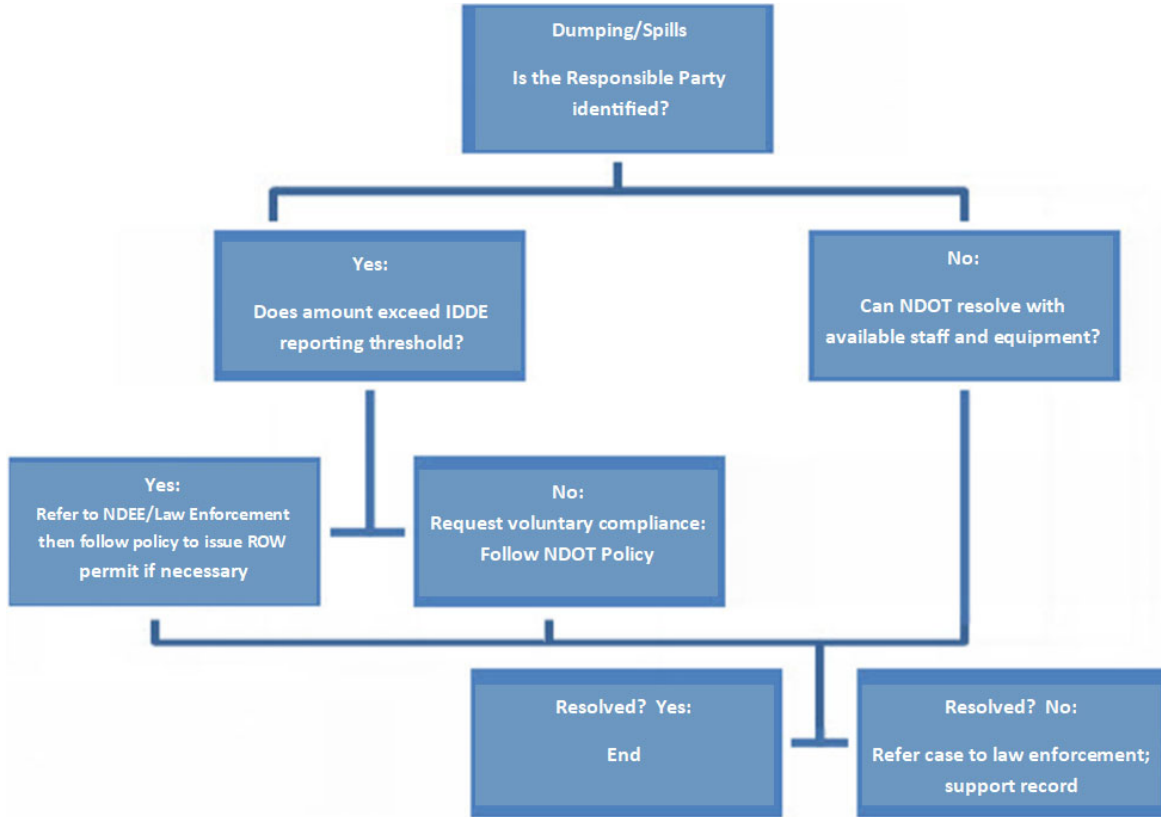 Dumping/Spills
Is the Responsible Party
identified?
Yes:
Does amount exceed IDDE
reporting threshold?
No:
Can NDOT resolve with
available staff and equipment?
Yes:
Refer to NDEE/Law Enforcement
then follow policy to issue ROW
permit if necessary
No:
Request voluntary compliance:
Follow NDOT Policy
Resolved?  Yes:
End
Resolved?  No:
Refer case to law enforcement;
support record